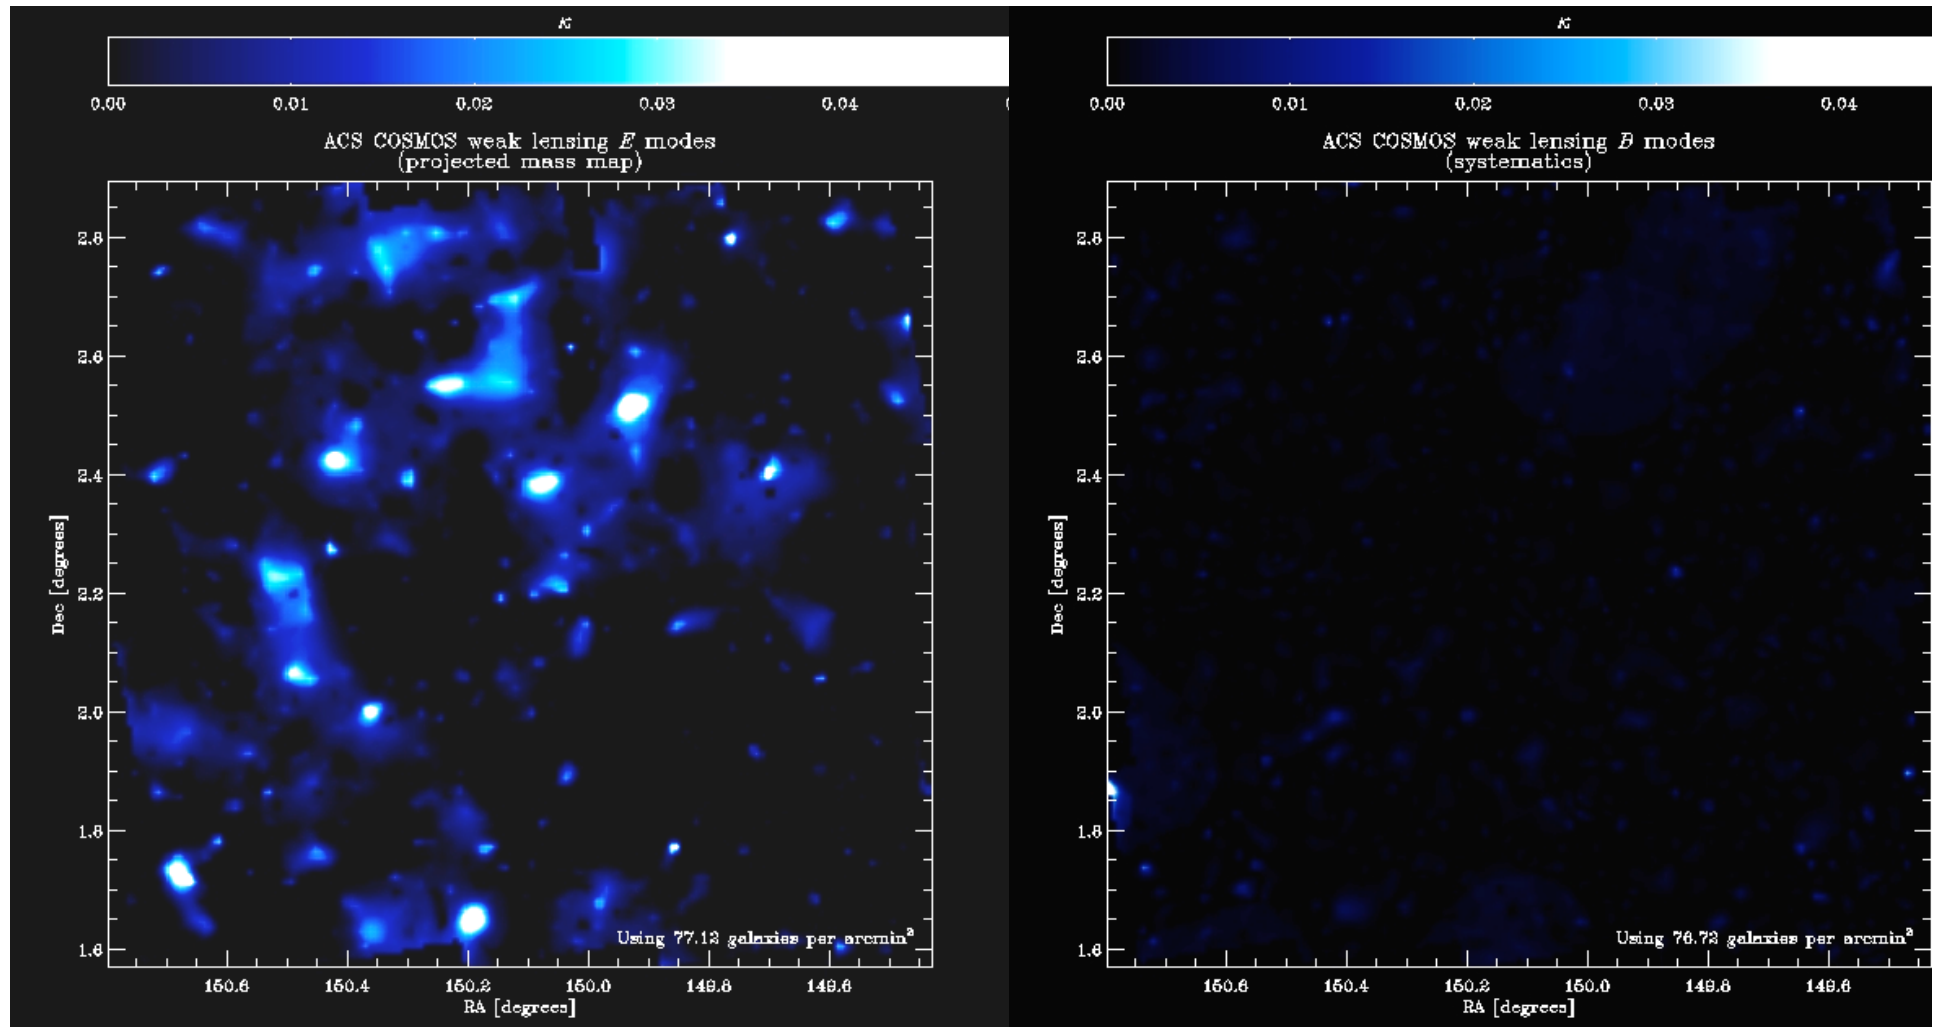 κ
0.00 0.01 0.02 0.03 0.04
ACS COSMOS weak lensing E modes
(projected mass map)
2.8
2.6
2.4
2.2
2.0
1.8
1.6
Dec [degrees]
Using 77.12 galaxies per arcmin²
150.6 150.4 150.2 150.0 149.8 149.6
RA [degrees]
κ
0.00 0.01 0.02 0.03 0.04
ACS COSMOS weak lensing B modes
(systematics)
2.8
2.6
2.4
2.2
2.0
1.8
1.6
Dec [degrees]
Using 76.72 galaxies per arcmin²
150.6 150.4 150.2 150.0 149.8 149.6
RA [degrees]